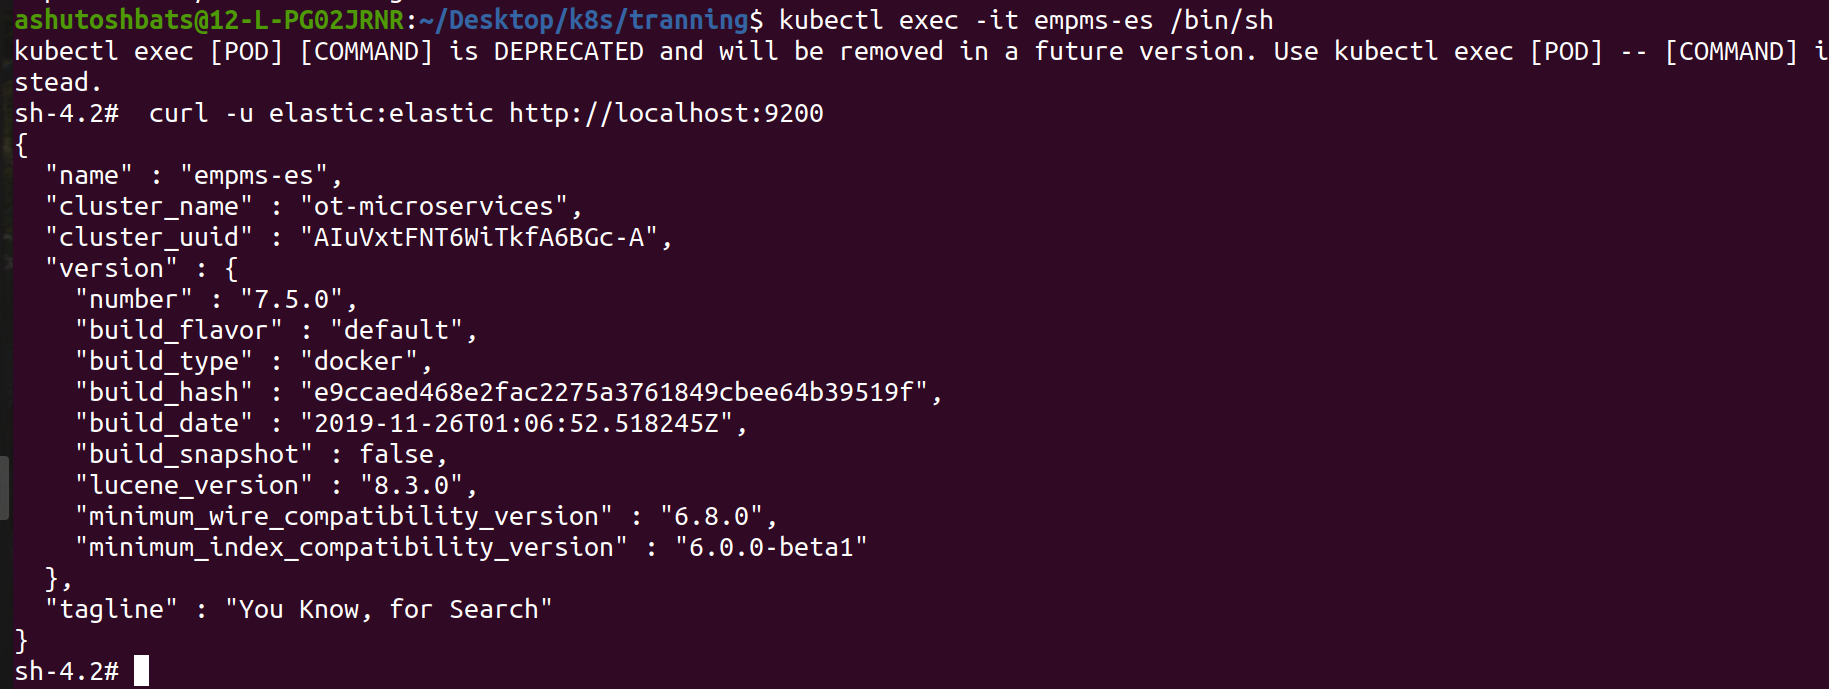 ashutoshbats@12-L-PG02JRNR:~/Desktop/k8s/tranning$ kubectl exec -it empms-es /bin/sh
kubectl exec [POD] [COMMAND] is DEPRECATED and will be removed in a future version. Use kubectl exec [POD] -- [COMMAND] i
stead.
sh-4.2#  curl -u elastic:elastic http://localhost:9200
{
  "name" : "empms-es",
  "cluster_name" : "ot-microservices",
  "cluster_uuid" : "AIuVxtFNT6WiTkfA6BGc-A",
  "version" : {
    "number" : "7.5.0",
    "build_flavor" : "default",
    "build_type" : "docker",
    "build_hash" : "e9ccaed468e2fac2275a3761849cbee64b39519f",
    "build_date" : "2019-11-26T01:06:52.518245Z",
    "build_snapshot" : false,
    "lucene_version" : "8.3.0",
    "minimum_wire_compatibility_version" : "6.8.0",
    "minimum_index_compatibility_version" : "6.0.0-beta1"
  },
  "tagline" : "You Know, for Search"
}
sh-4.2#